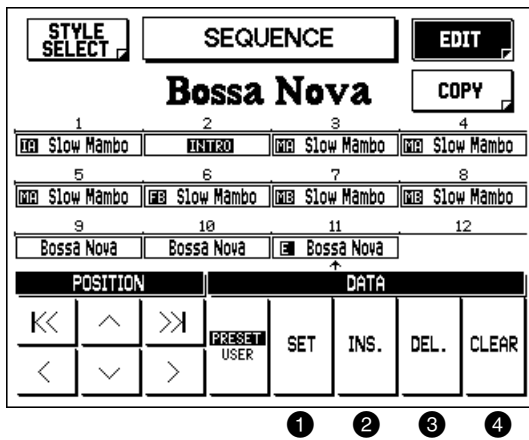 STYLE SELECT SEQUENCE EDIT
Bossa Nova COPY
1 2 3 4
IA Slow Mambo INTRO MA Slow Mambo MA Slow Mambo
5 6 7 8
MA Slow Mambo FB Slow Mambo MB Slow Mambo MB Slow Mambo
9 10 11 12
Bossa Nova Bossa Nova E Bossa Nova
POSITION DATA
PRESET USER SET INS. DEL. CLEAR
1 2 3 4